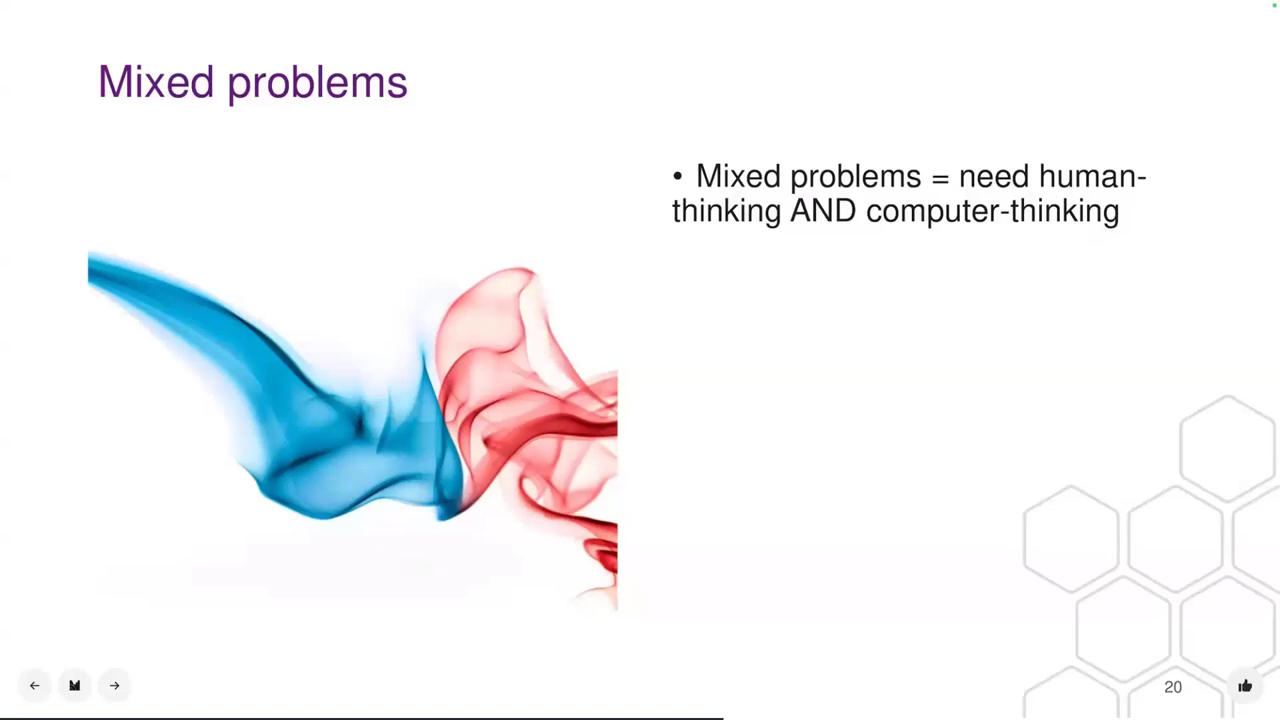 Mixed problems
• Mixed problems = need human-
thinking AND computer-thinking
20